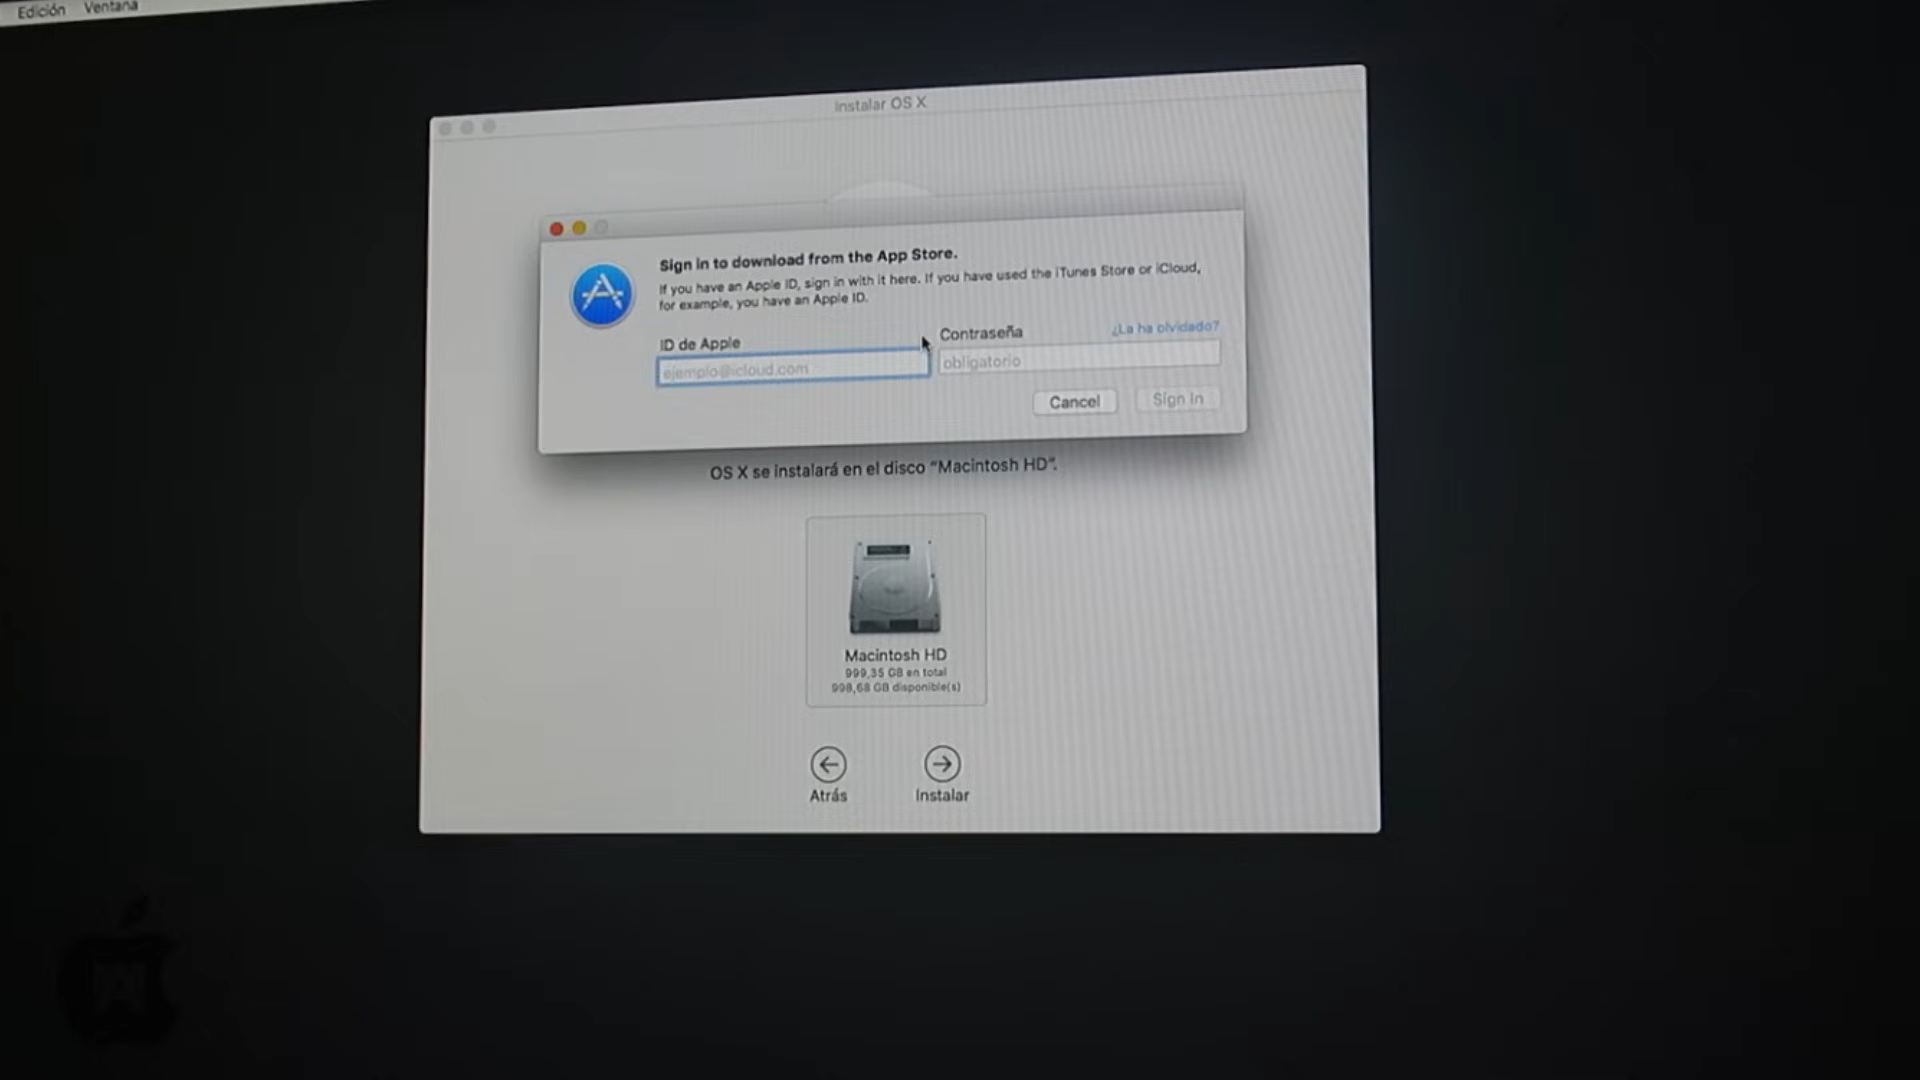 Edición Ventana
Instalar OS X
Sign in to download from the App Store.
If you have an Apple ID, sign in with it here. If you have used the iTunes Store or iCloud,
for example, you have an Apple ID.
ID de Apple
Contraseña
¿La ha olvidado?
ejemplo@icloud.com
obligatorio
Cancel
Sign In
OS X se instalará en el disco “Macintosh HD”.
Macintosh HD
999,35 GB en total
998,68 GB disponible(s)
Atrás
Instalar